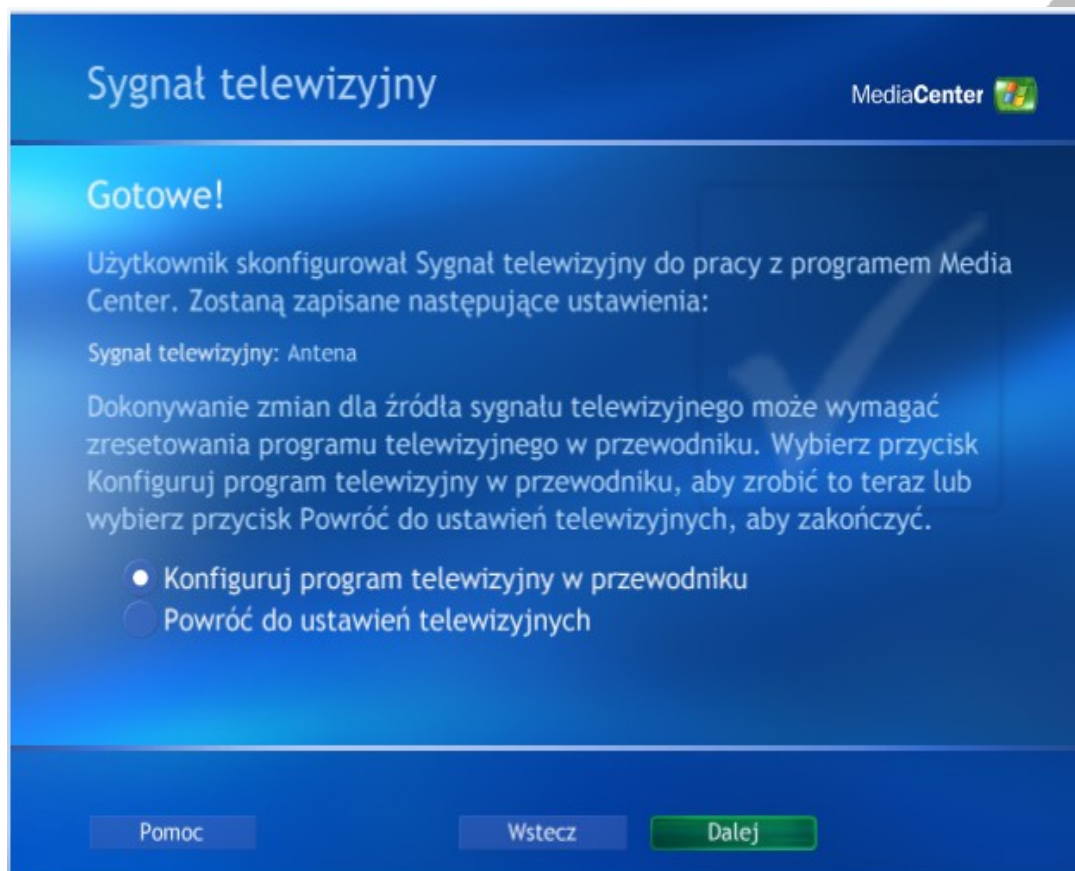 Sygnał telewizyjny
MediaCenter
Gotowe!
Użytkownik skonfigurował Sygnał telewizyjny do pracy z programem Media
Center. Zostaną zapisane następujące ustawienia:
Sygnał telewizyjny: Antena
Dokonywanie zmian dla źródła sygnału telewizyjnego może wymagać
zresetowania programu telewizyjnego w przewodniku. Wybierz przycisk
Konfiguruj program telewizyjny w przewodniku, aby zrobić to teraz lub
wybierz przycisk Powróć do ustawień telewizyjnych, aby zakończyć.
Konfiguruj program telewizyjny w przewodniku
Powróć do ustawień telewizyjnych
Pomoc
Wstecz
Dalej